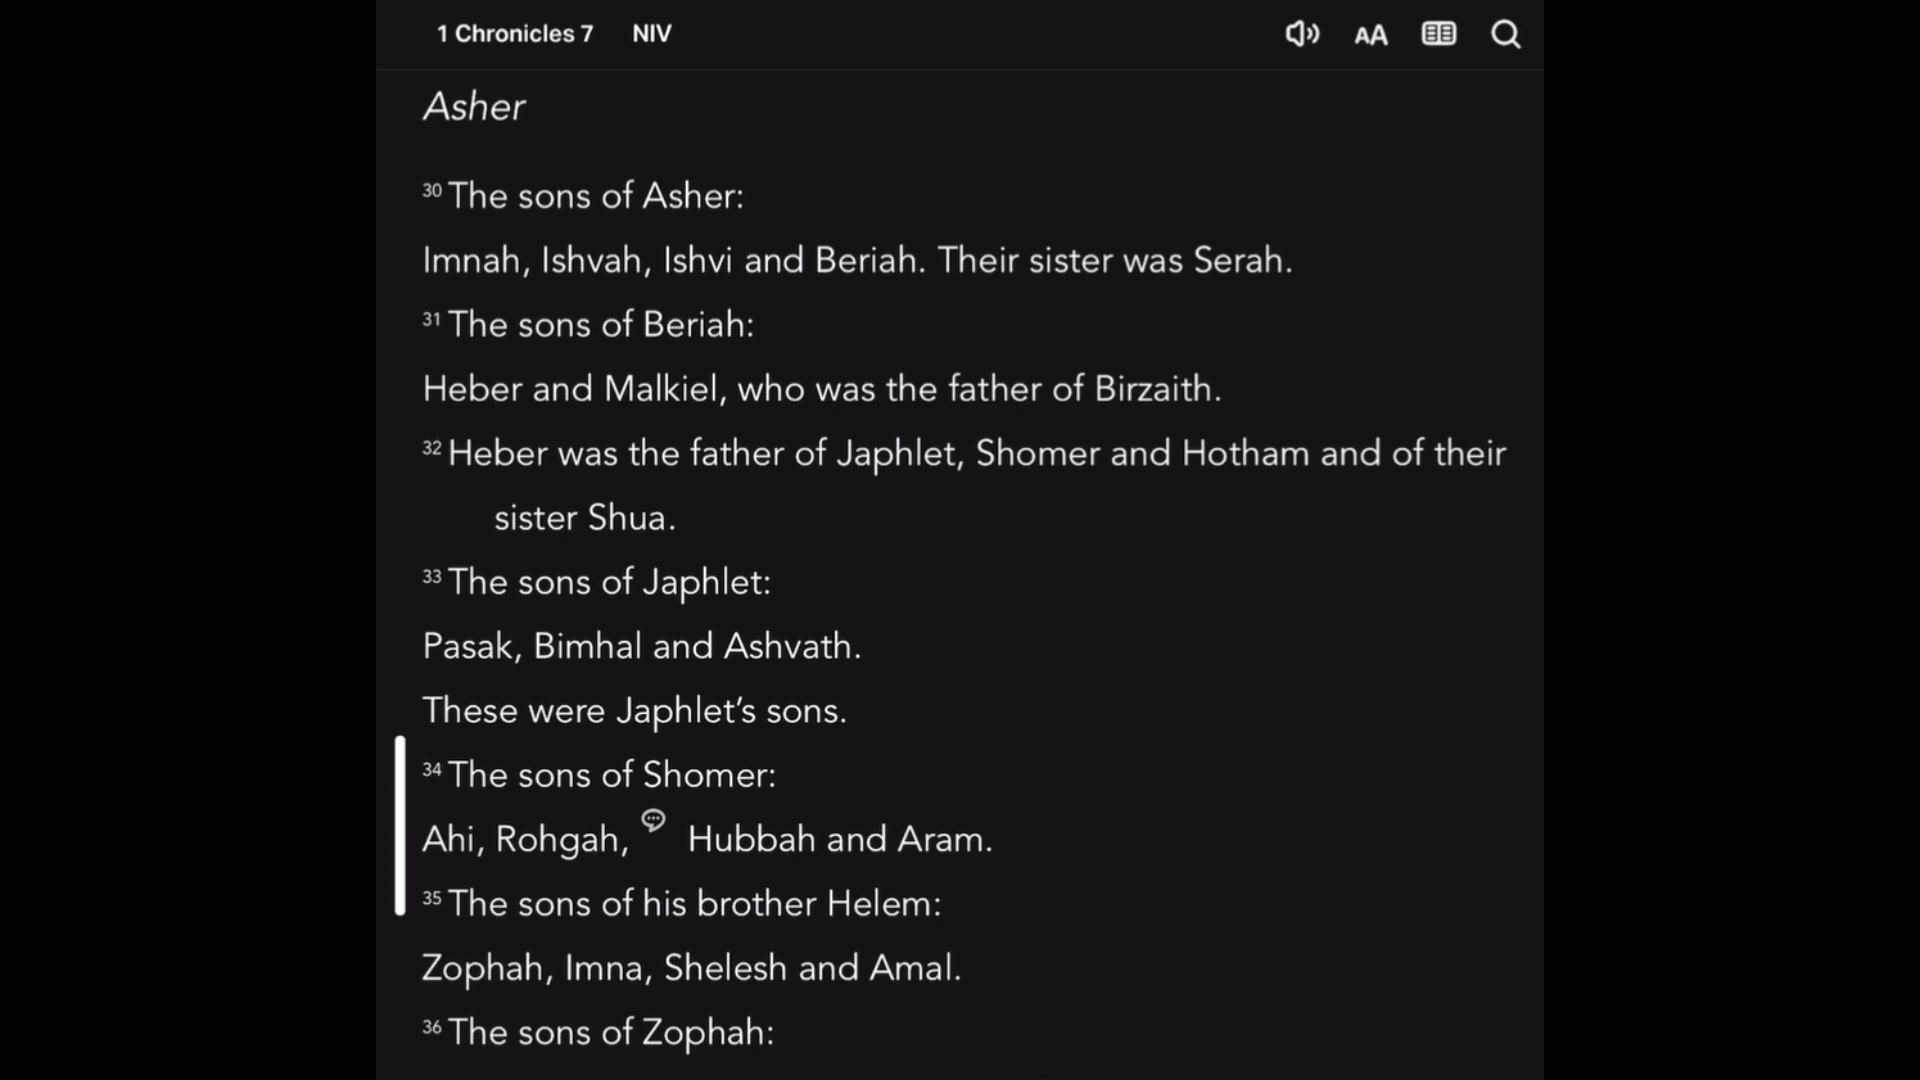 1 Chronicles 7 NIV AA
Asher
30 The sons of Asher:
Imnah, Ishvah, Ishvi and Beriah. Their sister was Serah.
31 The sons of Beriah:
Heber and Malkiel, who was the father of Birzaith.
32 Heber was the father of Japhlet, Shomer and Hotham and of their
sister Shua.
33 The sons of Japhlet:
Pasak, Bimhal and Ashvath.
These were Japhlet’s sons.
34 The sons of Shomer:
Ahi, Rohgah, Hubbah and Aram.
35 The sons of his brother Helem:
Zophah, Imna, Shelesh and Amal.
36 The sons of Zophah: